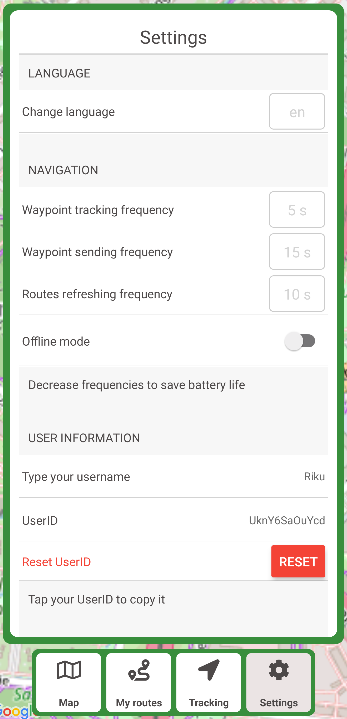 Settings
LANGUAGE
Change language en
NAVIGATION
Waypoint tracking frequency 5 s
Waypoint sending frequency 15 s
Routes refreshing frequency 10 s
Offline mode
Decrease frequencies to save battery life
USER INFORMATION
Type your username Riku
UserID UknY6SaOuYcd
Reset UserID RESET
Tap your UserID to copy it
Map My routes Tracking Settings